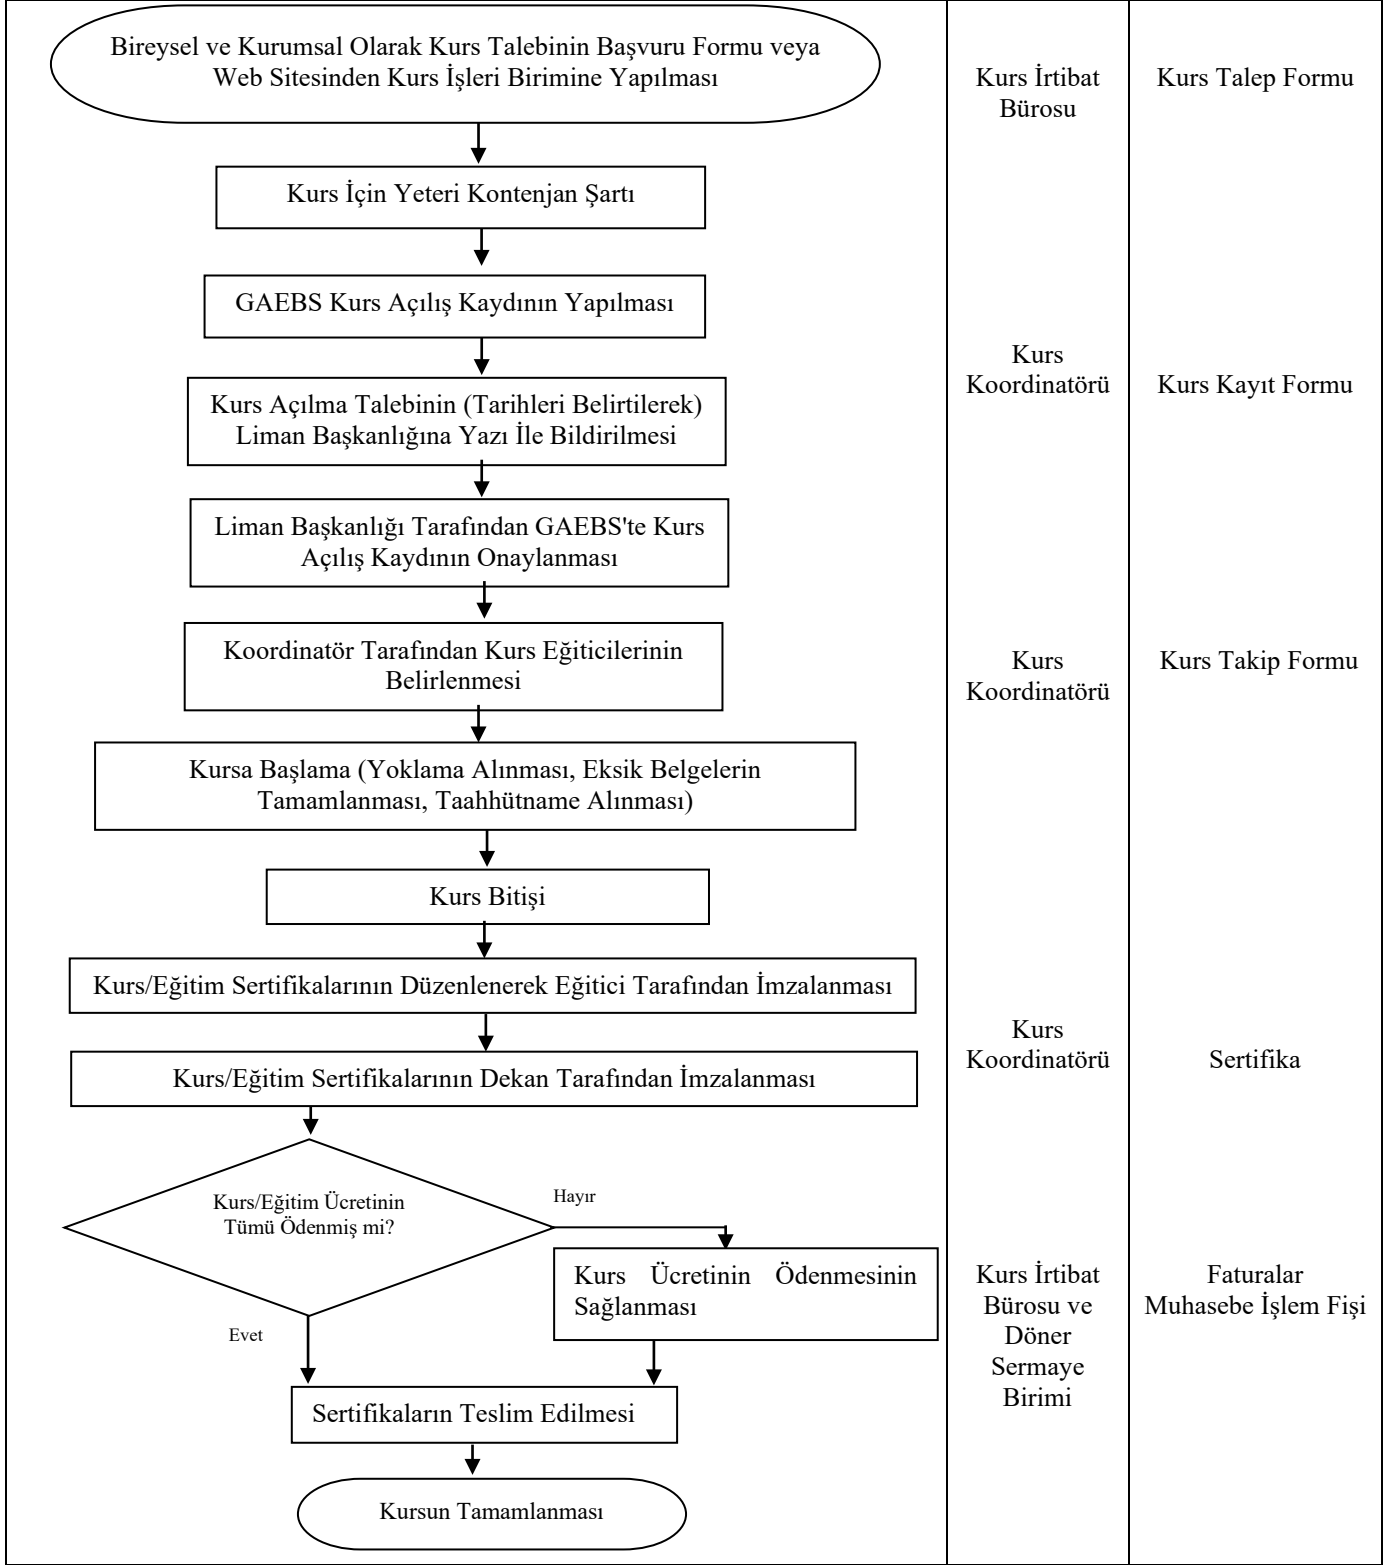 Bireysel ve Kurumsal Olarak Kurs Talebinin Başvuru Formu veya
Web Sitesinden Kurs İşleri Birimine Yapılması
Kurs İrtibat
Bürosu
Kurs Talep Formu
Kurs İçin Yeteri Kontenjan Şartı
GAEBS Kurs Açılış Kaydının Yapılması
Kurs
Koordinatörü
Kurs Kayıt Formu
Kurs Açılma Talebinin (Tarihleri Belirtilerek)
Liman Başkanlığına Yazı İle Bildirilmesi
Liman Başkanlığı Tarafından GAEBS'te Kurs
Açılış Kaydının Onaylanması
Koordinatör Tarafından Kurs Eğiticilerinin
Belirlenmesi
Kurs
Koordinatörü
Kurs Takip Formu
Kursa Başlama (Yoklama Alınması, Eksik Belgelerin
Tamamlanması, Taahhütname Alınması)
Kurs Bitişi
Kurs/Eğitim Sertifikalarının Düzenlenerek Eğitici Tarafından İmzalanması
Kurs
Koordinatörü
Sertifika
Kurs/Eğitim Sertifikalarının Dekan Tarafından İmzalanması
Kurs/Eğitim Ücretinin
Tümü Ödenmiş mi?
Hayır
Kurs Ücretinin Ödenmesinin
Sağlanması
Kurs İrtibat
Bürosu ve
Döner
Sermaye
Birimi
Faturalar
Muhasebe İşlem Fişi
Evet
Sertifikaların Teslim Edilmesi
Kursun Tamamlanması